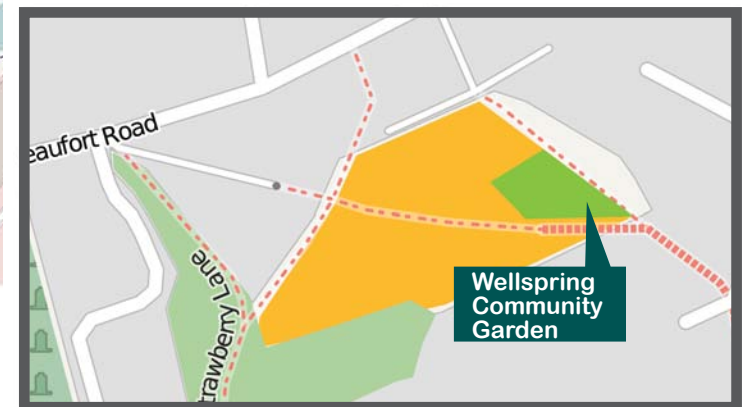 eaufort Road
trawberry Lane
Wellspring
Community
Garden